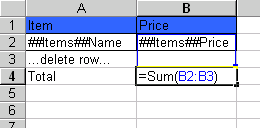 A B
1 Item Price
2 ##Items##Name ##Items##Price
3 ...delete row...
4 Total =Sum(B2:B3)
5
6
7